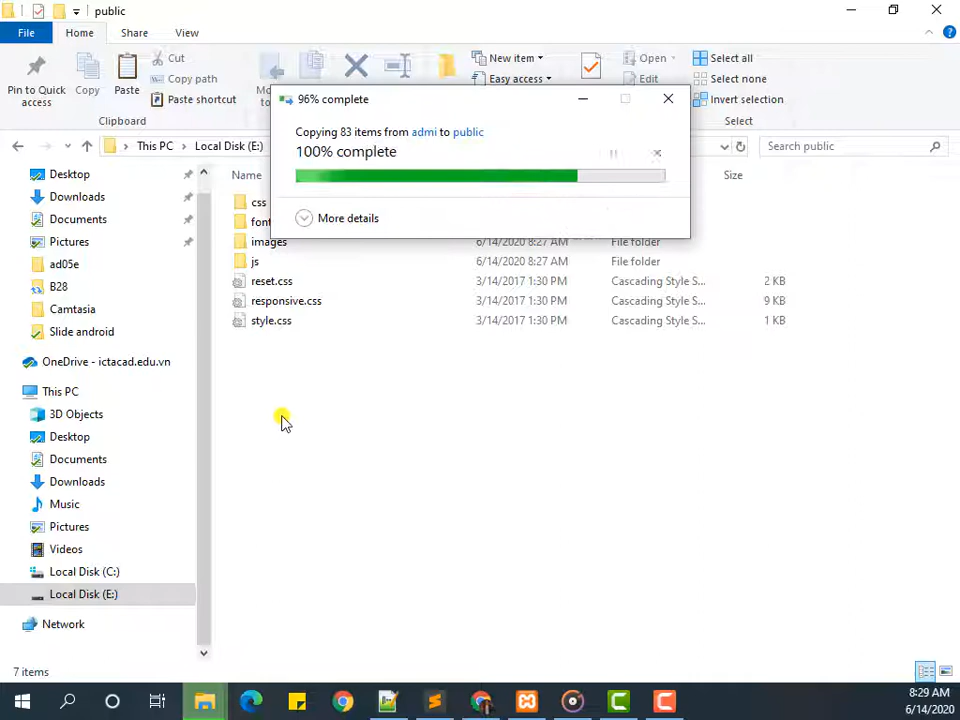 public
File
Home
Share
View
Pin to Quick access
Copy
Paste
Cut
Copy path
Paste shortcut
Clipboard
New item
Easy access
Open
Edit
Select all
Select none
Invert selection
Select
96% complete
Copying 83 items from admi to public
100% complete
More details
This PC
Local Disk (E:)
Search public
Name
Size
css
images 6/14/2020 8:27 AM File folder
js 6/14/2020 8:27 AM File folder
reset.css 3/14/2017 1:30 PM Cascading Style S... 2 KB
responsive.css 3/14/2017 1:30 PM Cascading Style S... 9 KB
style.css 3/14/2017 1:30 PM Cascading Style S... 1 KB
Desktop
Downloads
Documents
Pictures
ad05e
B28
Camtasia
Slide android
OneDrive - ictacad.edu.vn
This PC
3D Objects
Desktop
Documents
Downloads
Music
Pictures
Videos
Local Disk (C:)
Local Disk (E:)
Network
7 items
8:29 AM
6/14/2020